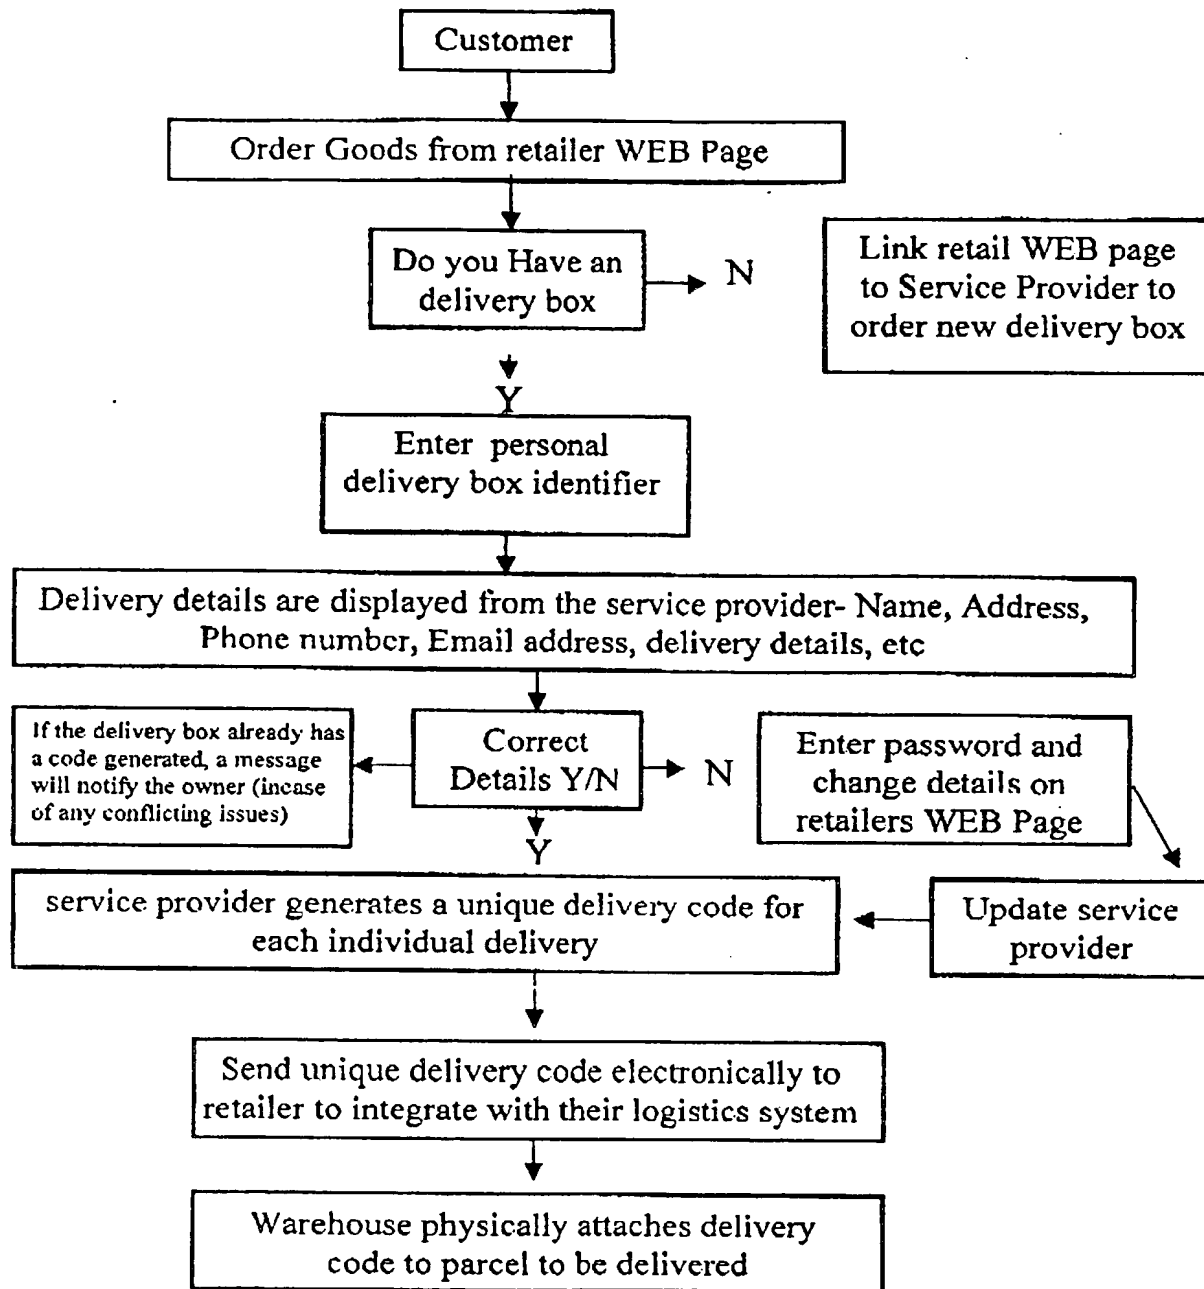 Customer
Order Goods from retailer WEB Page
Do you Have an
delivery box
N
Link retail WEB page
to Service Provider to
order new delivery box
Y
Enter personal
delivery box identifier
Delivery details are displayed from the service provider- Name, Address,
Phone number, Email address, delivery details, etc
If the delivery box already has
a code generated, a message
will notify the owner (incase
of any conflicting issues)
Correct
Details Y/N
N
Enter password and
change details on
retailers WEB Page
Y
service provider generates a unique delivery code for
each individual delivery
Update service
provider
Send unique delivery code electronically to
retailer to integrate with their logistics system
Warehouse physically attaches delivery
code to parcel to be delivered